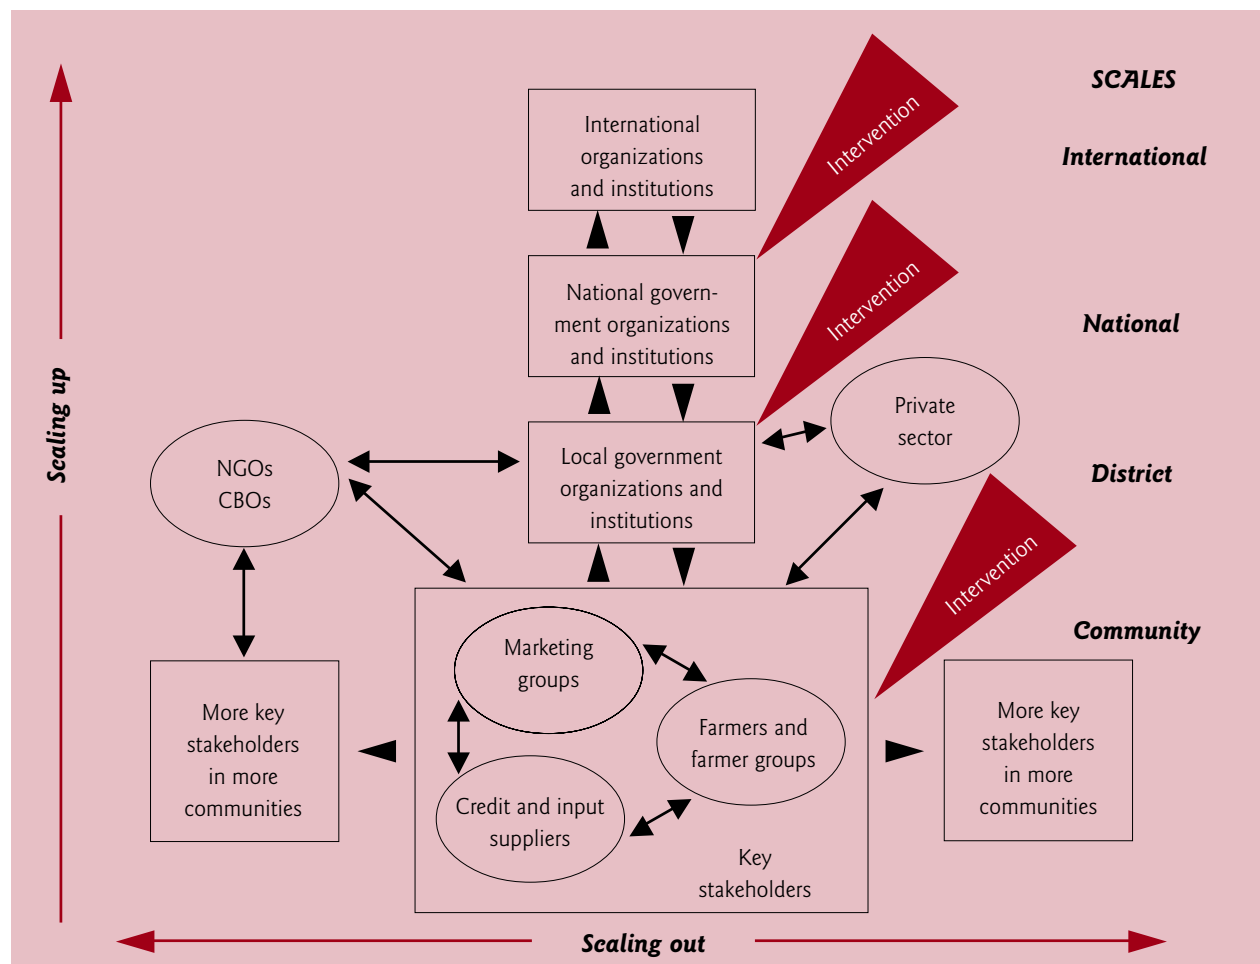 SCALES
International
organizations
and institutions
Intervention
International
National govern-
ment organizations
and institutions
Intervention
National
Scaling up
Private
sector
NGOs
CBOs
Local government
organizations and
institutions
District
Intervention
Community
Marketing
groups
More key
stakeholders
in more
communities
Farmers and
farmer groups
More key
stakeholders
in more
communities
Credit and input
suppliers
Key
stakeholders
Scaling out